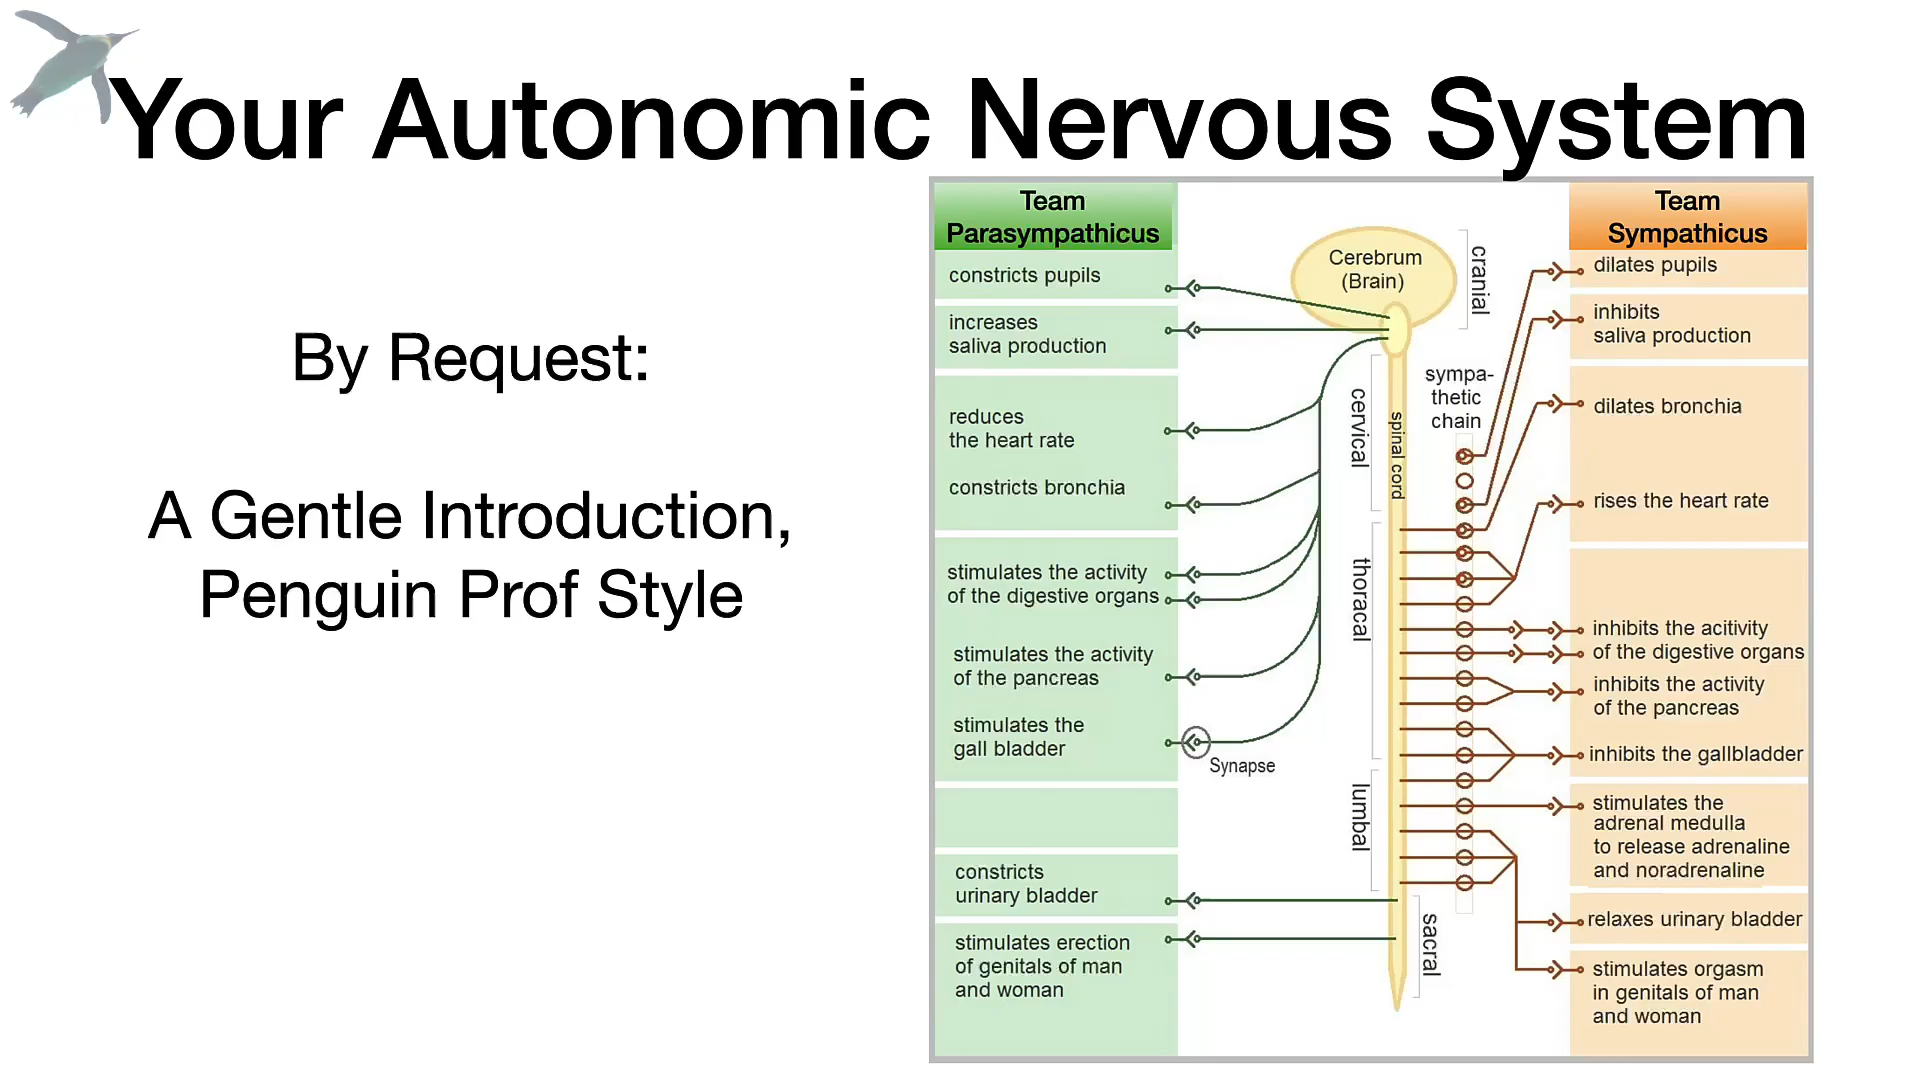 Your Autonomic Nervous System
By Request:
A Gentle Introduction,
Penguin Prof Style
Team
Parasympathicus
constricts pupils
increases
saliva production
reduces
the heart rate
constricts bronchia
stimulates the activity
of the digestive organs
stimulates the activity
of the pancreas
stimulates the
gall bladder
constricts
urinary bladder
stimulates erection
of genitals of man
and woman
Synapse
Cerebrum
(Brain)
cranial
cervical
spinal cord
sympa-
thetic
chain
thoracal
lumbal
sacral
Team
Sympathicus
dilates pupils
inhibits
saliva production
dilates bronchia
rises the heart rate
inhibits the acitivity
of the digestive organs
inhibits the activity
of the pancreas
inhibits the gallbladder
stimulates the
adrenal medulla
to release adrenaline
and noradrenaline
relaxes urinary bladder
stimulates orgasm
in genitals of man
and woman